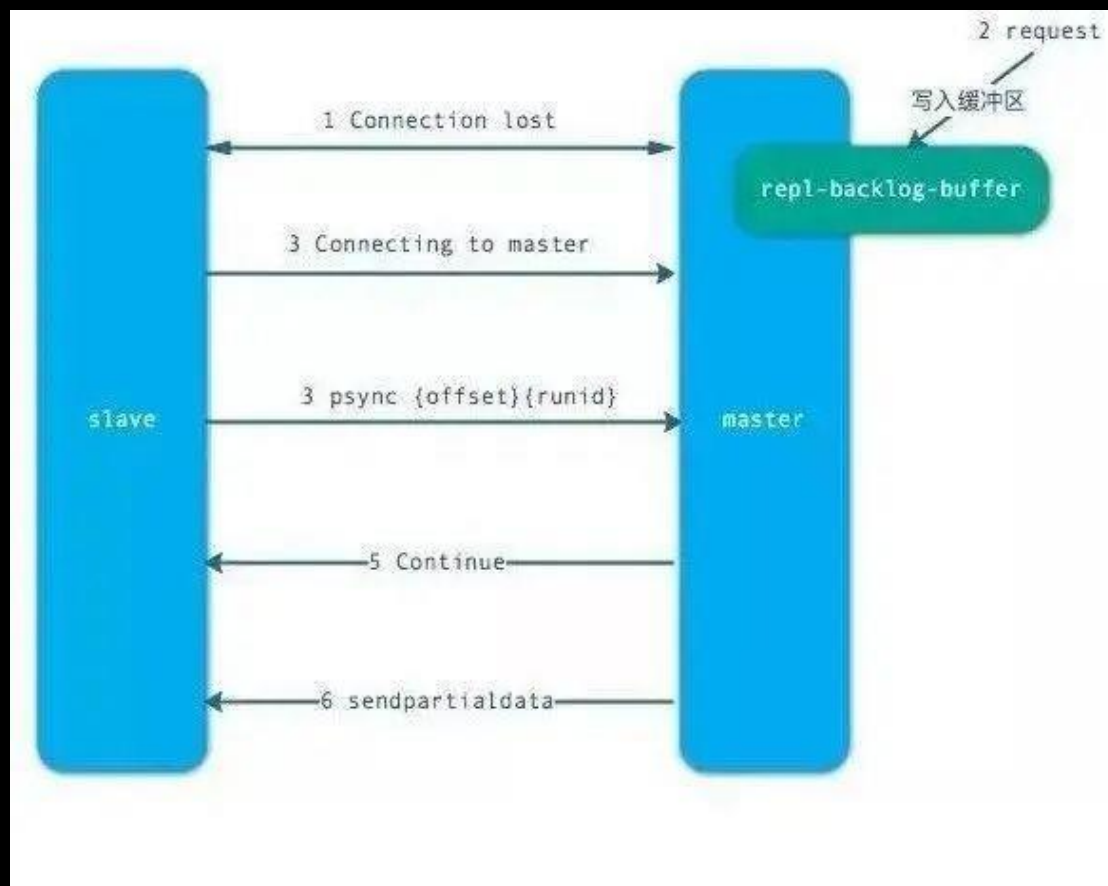 2 request
写入缓冲区
1 Connection lost
repl-backlog-buffer
3 Connecting to master
3 psync {offset}{runid}
slave
master
5 Continue
6 sendpartialdata